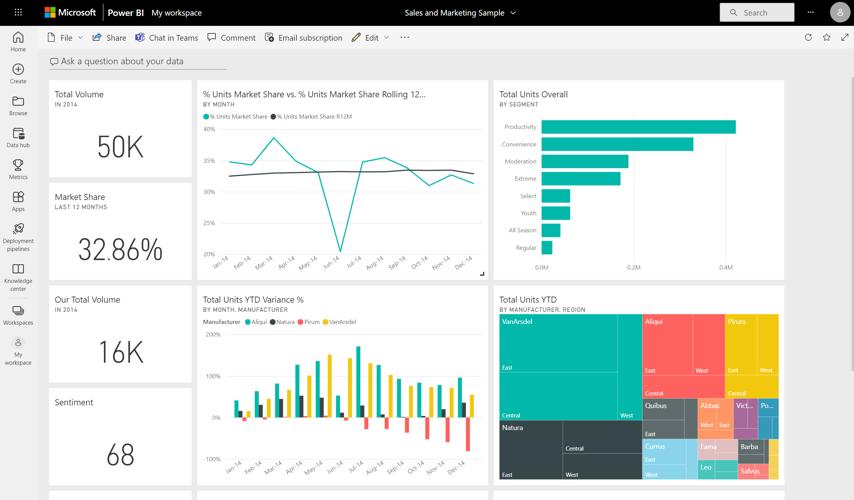 Microsoft Power BI My workspace
Sales and Marketing Sample
Search
File Share Chat in Teams Comment Email subscription Edit
Home
Create
Browse
Data hub
Metrics
Apps
Deployment
pipelines
Knowledge
center
Workspaces
My
workspace
Ask a question about your data
Total Volume
IN 2014
50K
Market Share
LAST 12 MONTHS
32.86%
% Units Market Share vs. % Units Market Share Rolling 12...
BY MONTH
% Units Market Share % Units Market Share R12M
40%
35%
30%
25%
20%
Jan-14 Feb-14 Mar-14 Apr-14 May-14 Jun-14 Jul-14 Aug-14 Sep-14 Oct-14 Nov-14 Dec-14
Total Units Overall
BY SEGMENT
Productivity
Convenience
Moderation
Extreme
Select
Youth
All Season
Regular
0.0M 0.2M 0.4M
Our Total Volume
IN 2014
16K
Sentiment
68
Total Units YTD Variance %
BY MONTH, MANUFACTURER
Manufacturer Aliqui Natura Pirum VanArsdel
200%
100%
0%
-100%
Jan-14 Feb-14 Mar-14 Apr-14 May-14 Jun-14 Jul-14 Aug-14 Sep-14 Oct-14 Nov-14 Dec-14
Total Units YTD
BY MANUFACTURER, REGION
VanArsdel
East
Central West
Natura
East
Central
West
Aliqui
East West
Central
Pirum
East West
Central
Quibus
East
Currus
East
West
Abbas
West East
Vict...
Po...
Fama
Leo
Barba
Salvus